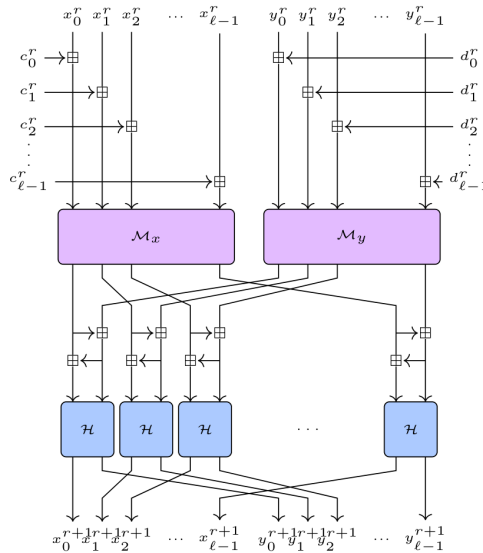 x_0^r x_1^r x_2^r ... x_{ℓ-1}^r y_0^r y_1^r y_2^r ... y_{ℓ-1}^r
c_0^r d_0^r
c_1^r d_1^r
c_2^r d_2^r
⋮ ⋮
c_{ℓ-1}^r d_{ℓ-1}^r
ℳ_x ℳ_y
ℋ ℋ ℋ ... ℋ
x_0^{r+1} x_1^{r+1} x_2^{r+1} ... x_{ℓ-1}^{r+1} y_0^{r+1} y_1^{r+1} y_2^{r+1} ... y_{ℓ-1}^{r+1}